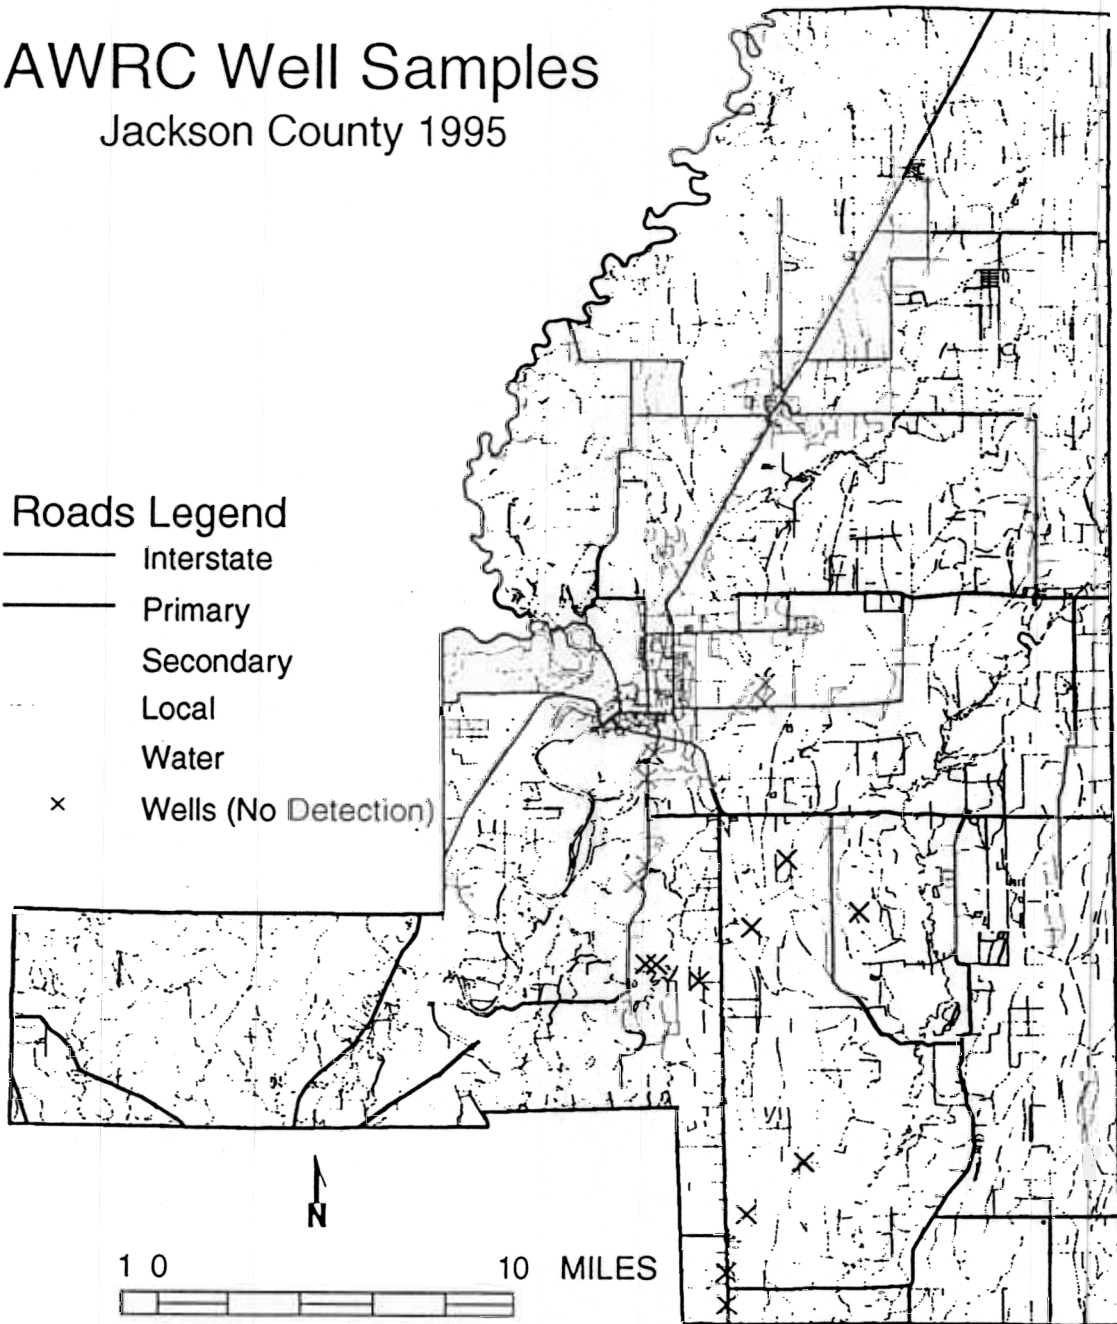 AWRC Well Samples
Jackson County 1995
Roads Legend
Interstate
Primary
Secondary
Local
Water
× Wells (No Detection)
N
1 0 10 MILES